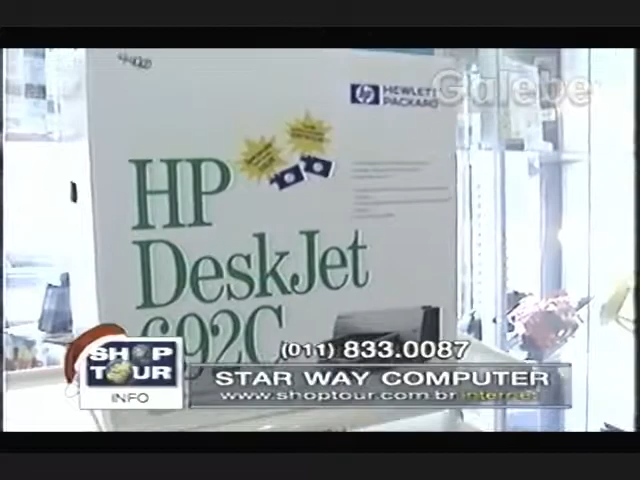 Galebe
HEWLETT
PACKARD
HP
DeskJet
692C
(011) 833.0087
SHOP
TOUR
INFO
STAR WAY COMPUTER
www.shoptour.com.br internet